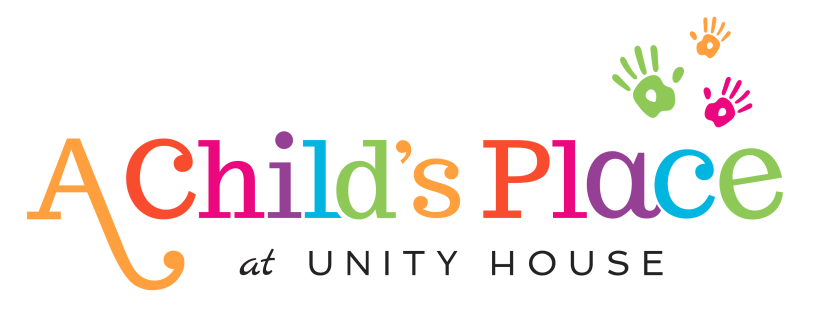 A Child's Place
at UNITY HOUSE